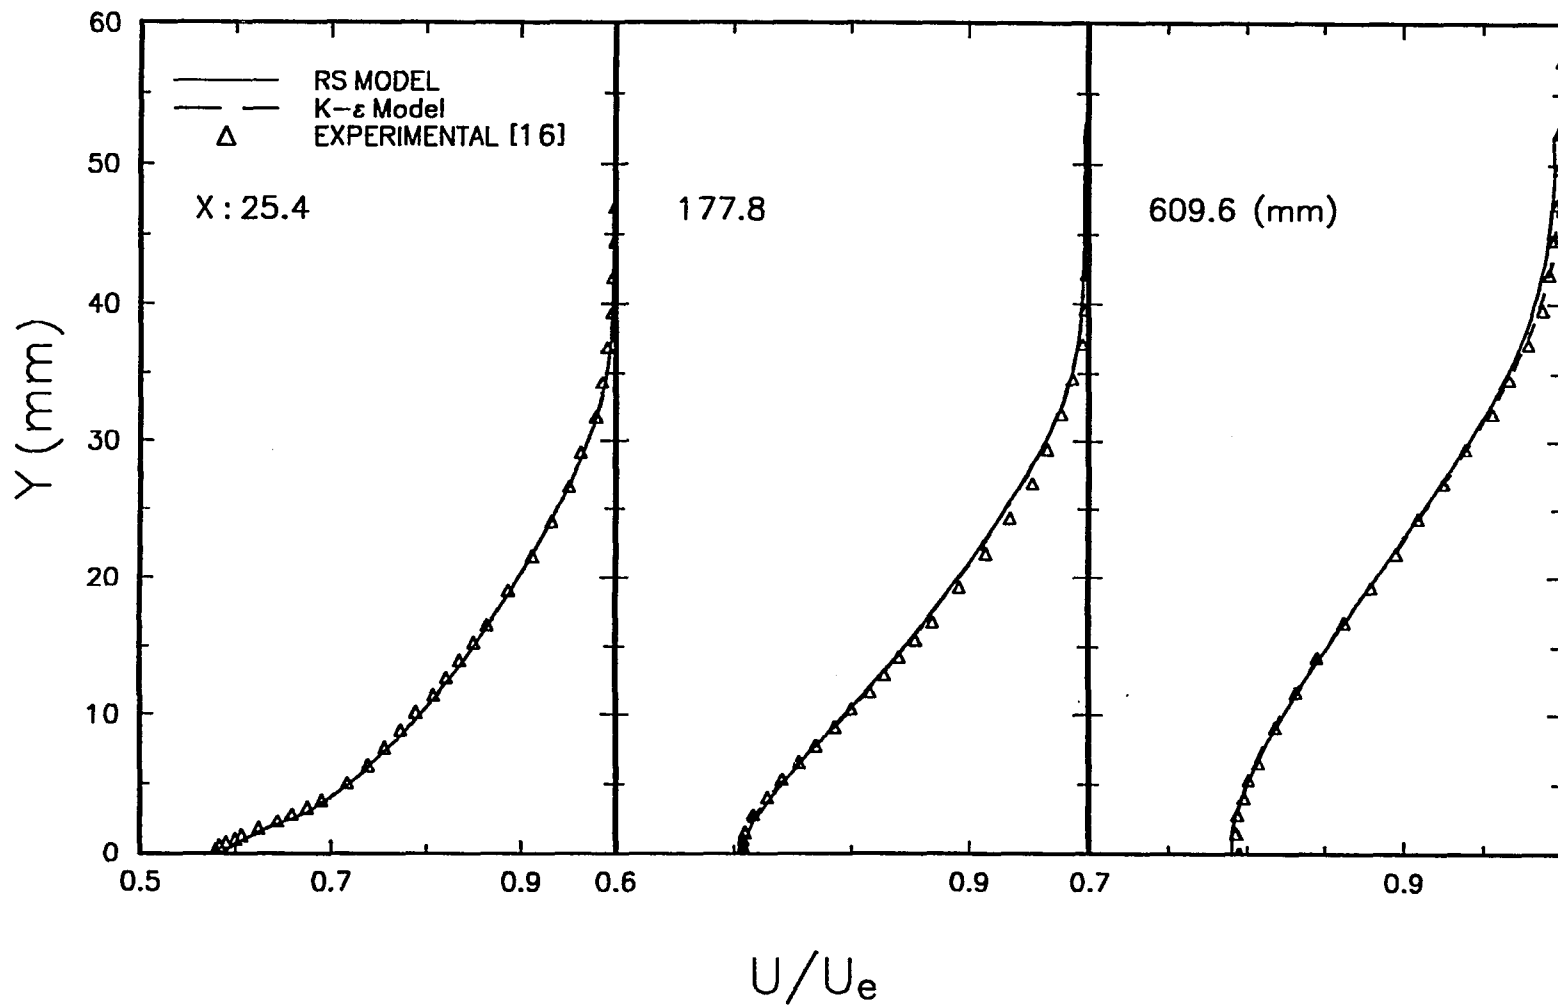 60
RS MODEL
K-ε Model
Δ EXPERIMENTAL [16]
50
X : 25.4
177.8
609.6 (mm)
40
Y (mm)
30
20
10
0
0.5
0.7
0.9
0.6
0.9
0.7
0.9
U/Ue